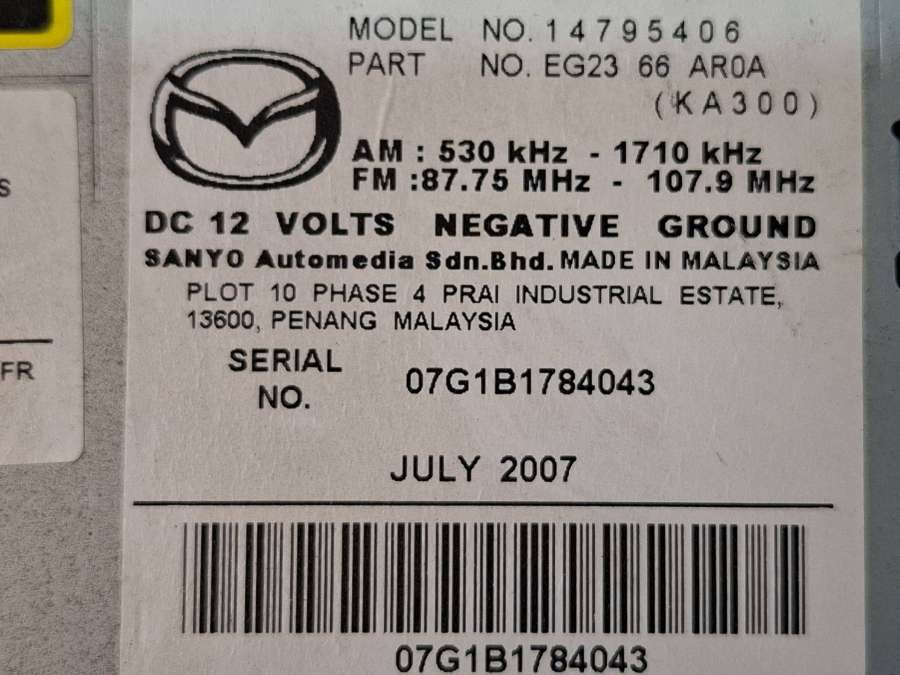 MODEL NO. 14795406
PART NO. EG23 66 AR0A
(KA300)
AM : 530 kHz - 1710 kHz
FM :87.75 MHz - 107.9 MHz
DC 12 VOLTS NEGATIVE GROUND
SANYO Automedia Sdn.Bhd. MADE IN MALAYSIA
PLOT 10 PHASE 4 PRAI INDUSTRIAL ESTATE,
13600, PENANG MALAYSIA
SERIAL
NO. 07G1B1784043
JULY 2007
07G1B1784043
S
FR